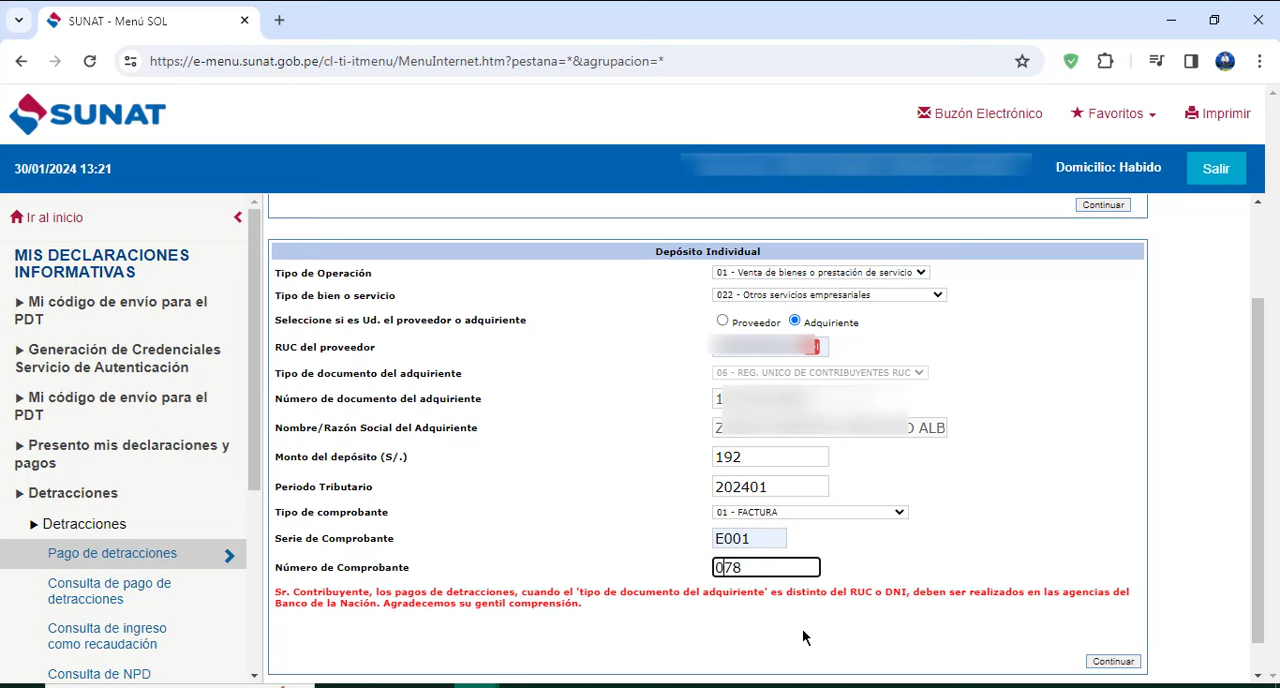 SUNAT - Menú SOL
https://e-menu.sunat.gob.pe/cl-ti-itmenu/MenuInternet.htm?pestana=*&agrupacion=*
SUNAT
Buzón Electrónico
Favoritos
Imprimir
30/01/2024 13:21
Domicilio: Habido
Salir
Ir al inicio
MIS DECLARACIONES
INFORMATIVAS
Mi código de envío para el
PDT
Generación de Credenciales
Servicio de Autenticación
Mi código de envío para el
PDT
Presento mis declaraciones y
pagos
Detracciones
Detracciones
Pago de detracciones
Consulta de pago de
detracciones
Consulta de ingreso
como recaudación
Consulta de NPD
Continuar
Depósito Individual
Tipo de Operación 01 - Venta de bienes o prestación de servicio
Tipo de bien o servicio 022 - Otros servicios empresariales
Seleccione si es Ud. el proveedor o adquiriente Proveedor Adquiriente
RUC del proveedor
Tipo de documento del adquiriente 06 - REG. UNICO DE CONTRIBUYENTES RUC
Número de documento del adquiriente 1
Nombre/Razón Social del Adquiriente Z O ALB
Monto del depósito (S/.) 192
Periodo Tributario 202401
Tipo de comprobante 01 - FACTURA
Serie de Comprobante E001
Número de Comprobante 078
Sr. Contribuyente, los pagos de detracciones, cuando el 'tipo de documento del adquiriente' es distinto del RUC o DNI, deben ser realizados en las agencias del
Banco de la Nación. Agradecemos su gentil comprensión.
Continuar